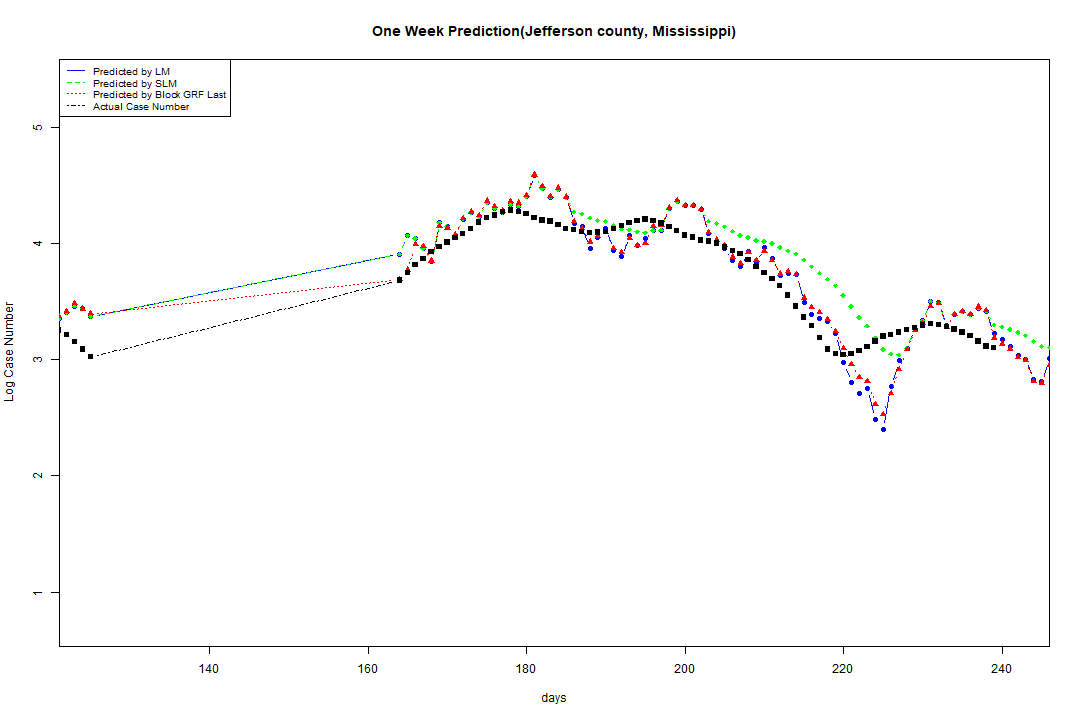 One Week Prediction(Jefferson county, Mississippi)
Predicted by LM
Predicted by SLM
Predicted by Block GRF Last
Actual Case Number
Log Case Number
5
4
3
2
1
140 160 180 200 220 240
days